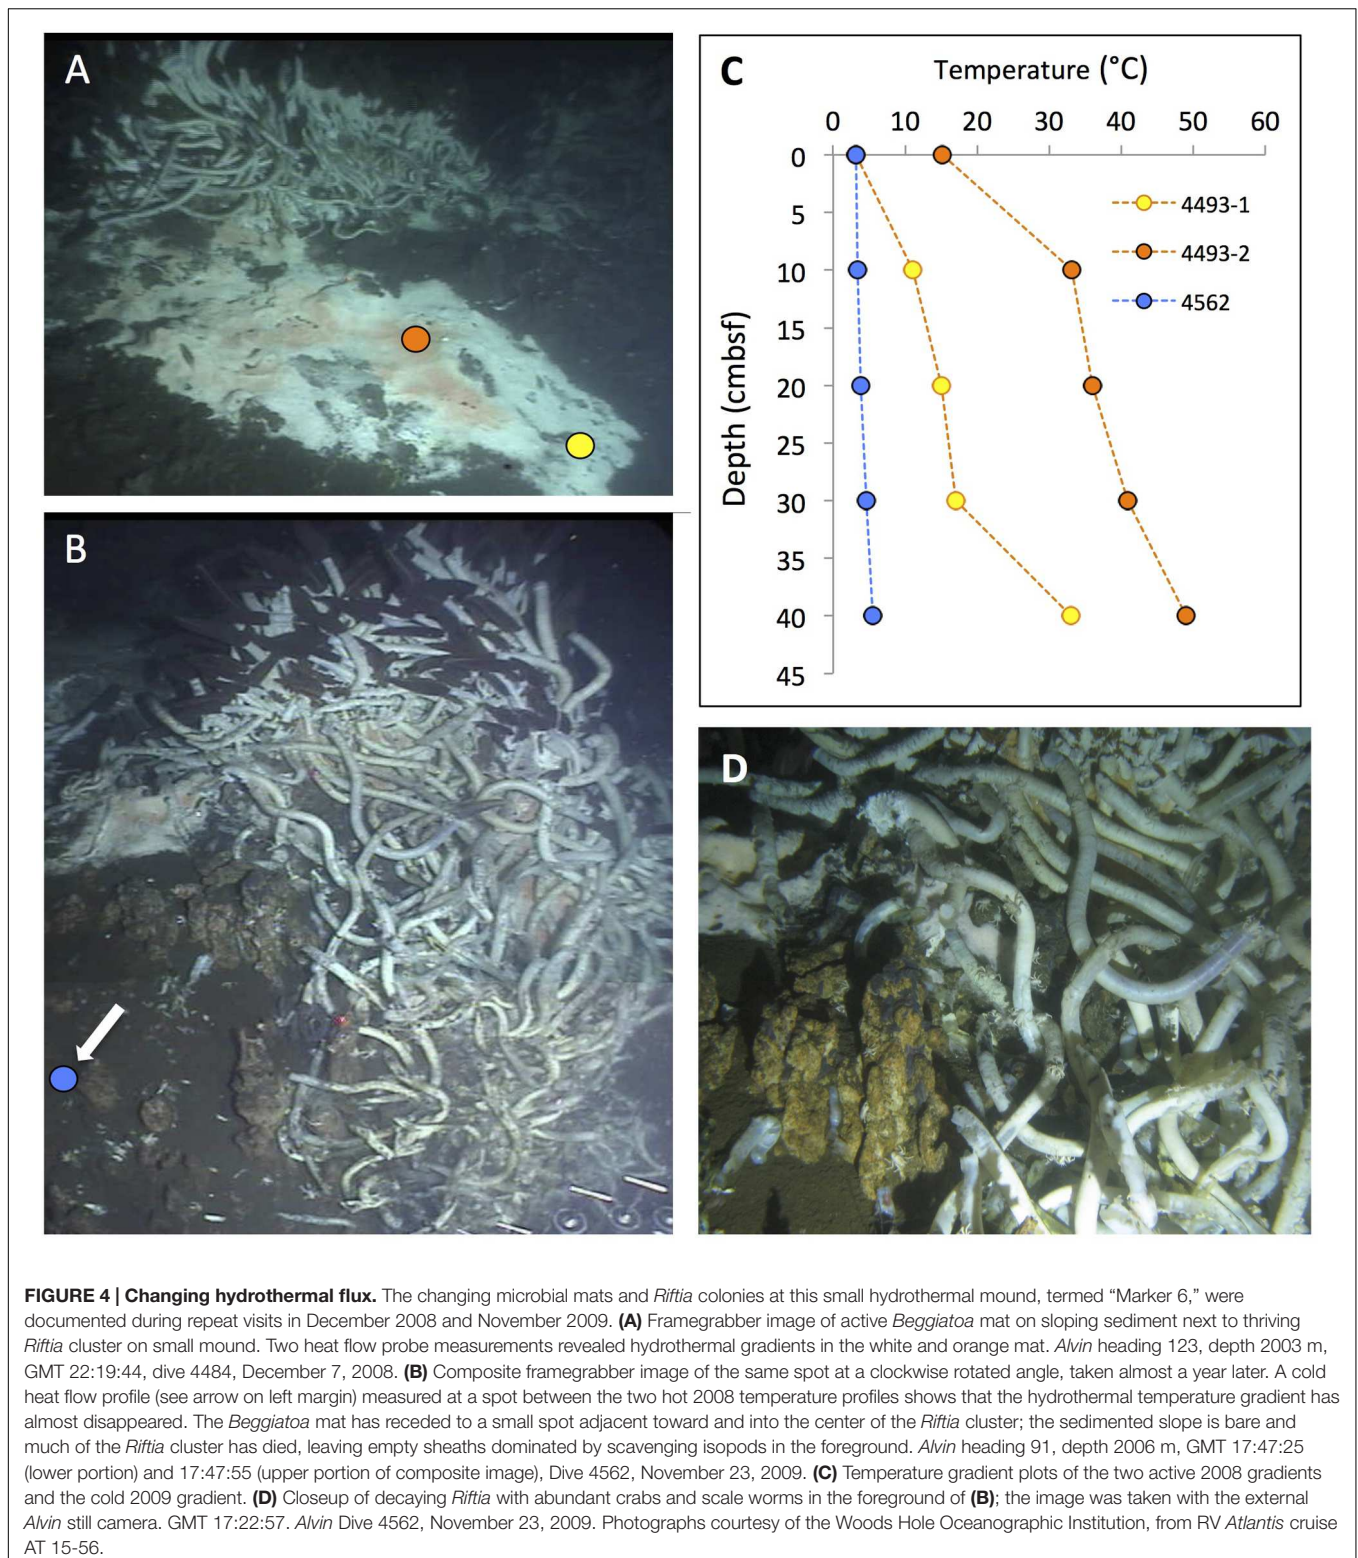 A
C
Temperature (°C)
0 10 20 30 40 50 60
0
5
10
15
20
25
30
35
40
45
Depth (cmbsf)
4493-1
4493-2
4562
B
D
FIGURE 4 | Changing hydrothermal flux. The changing microbial mats and Riftia colonies at this small hydrothermal mound, termed “Marker 6,” were
documented during repeat visits in December 2008 and November 2009. (A) Framegrabber image of active Beggiatoa mat on sloping sediment next to thriving
Riftia cluster on small mound. Two heat flow probe measurements revealed hydrothermal gradients in the white and orange mat. Alvin heading 123, depth 2003 m,
GMT 22:19:44, dive 4484, December 7, 2008. (B) Composite framegrabber image of the same spot at a clockwise rotated angle, taken almost a year later. A cold
heat flow profile (see arrow on left margin) measured at a spot between the two hot 2008 temperature profiles shows that the hydrothermal temperature gradient has
almost disappeared. The Beggiatoa mat has receded to a small spot adjacent toward and into the center of the Riftia cluster; the sedimented slope is bare and
much of the Riftia cluster has died, leaving empty sheaths dominated by scavenging isopods in the foreground. Alvin heading 91, depth 2006 m, GMT 17:47:25
(lower portion) and 17:47:55 (upper portion of composite image), Dive 4562, November 23, 2009. (C) Temperature gradient plots of the two active 2008 gradients
and the cold 2009 gradient. (D) Closeup of decaying Riftia with abundant crabs and scale worms in the foreground of (B); the image was taken with the external
Alvin still camera. GMT 17:22:57. Alvin Dive 4562, November 23, 2009. Photographs courtesy of the Woods Hole Oceanographic Institution, from RV Atlantis cruise
AT 15-56.